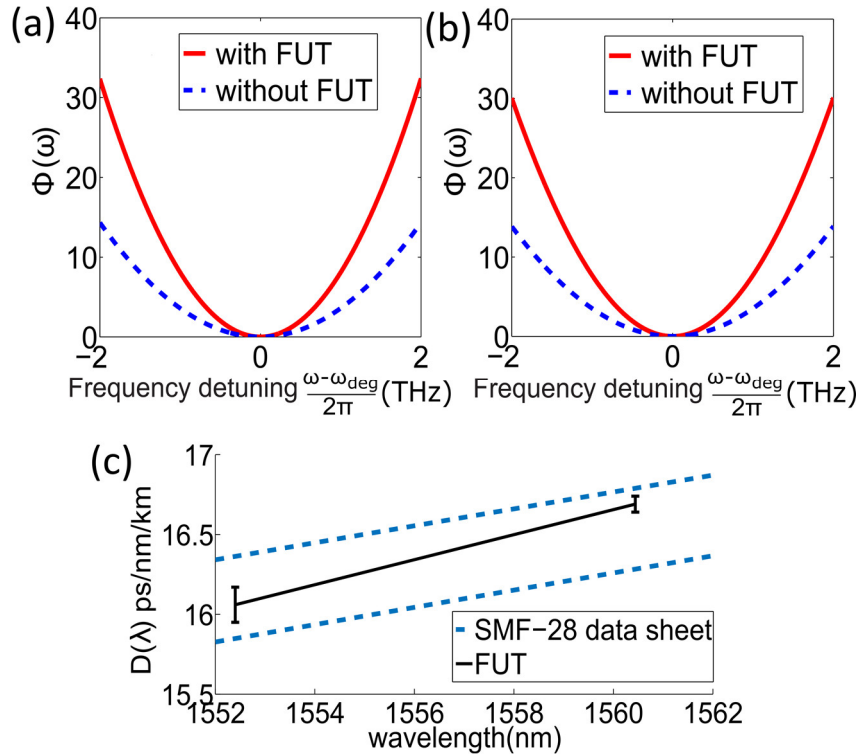 (a)
40
30
20
10
0
Φ(ω)
with FUT
without FUT
−2
0
2
Frequency detuning (ω-ω_deg)/2π (THz)
(b)
40
30
20
10
0
Φ(ω)
with FUT
without FUT
−2
0
2
Frequency detuning (ω-ω_deg)/2π (THz)
(c)
17
16.5
16
15.5
D(λ) ps/nm/km
SMF−28 data sheet
FUT
1552
1554
1556
1558
1560
1562
wavelength(nm)